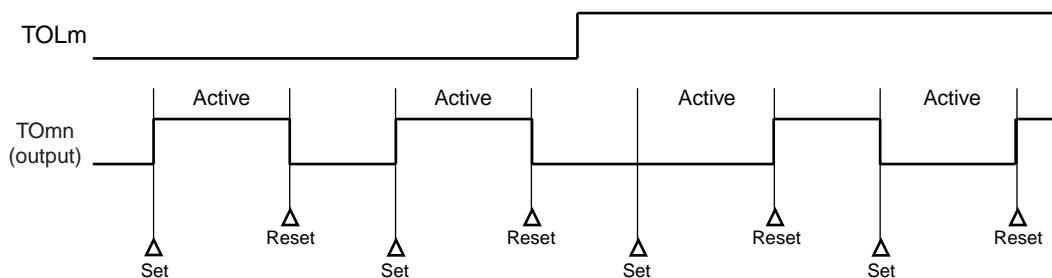 TOLm
Active
Active
Active
Active
TOmn
(output)
Reset
Reset
Reset
Reset
Set
Set
Set
Set